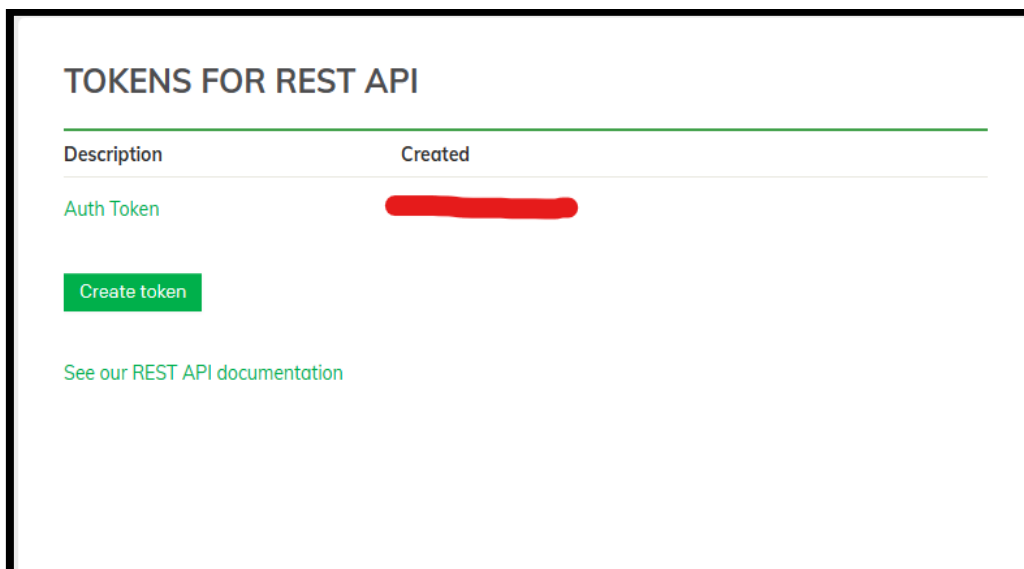 TOKENS FOR REST API
Description Created
Auth Token
Create token
See our REST API documentation